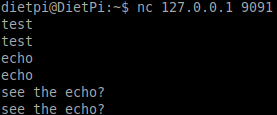 dietpi@DietPi:~$ nc 127.0.0.1 9091
test
test
echo
echo
see the echo?
see the echo?